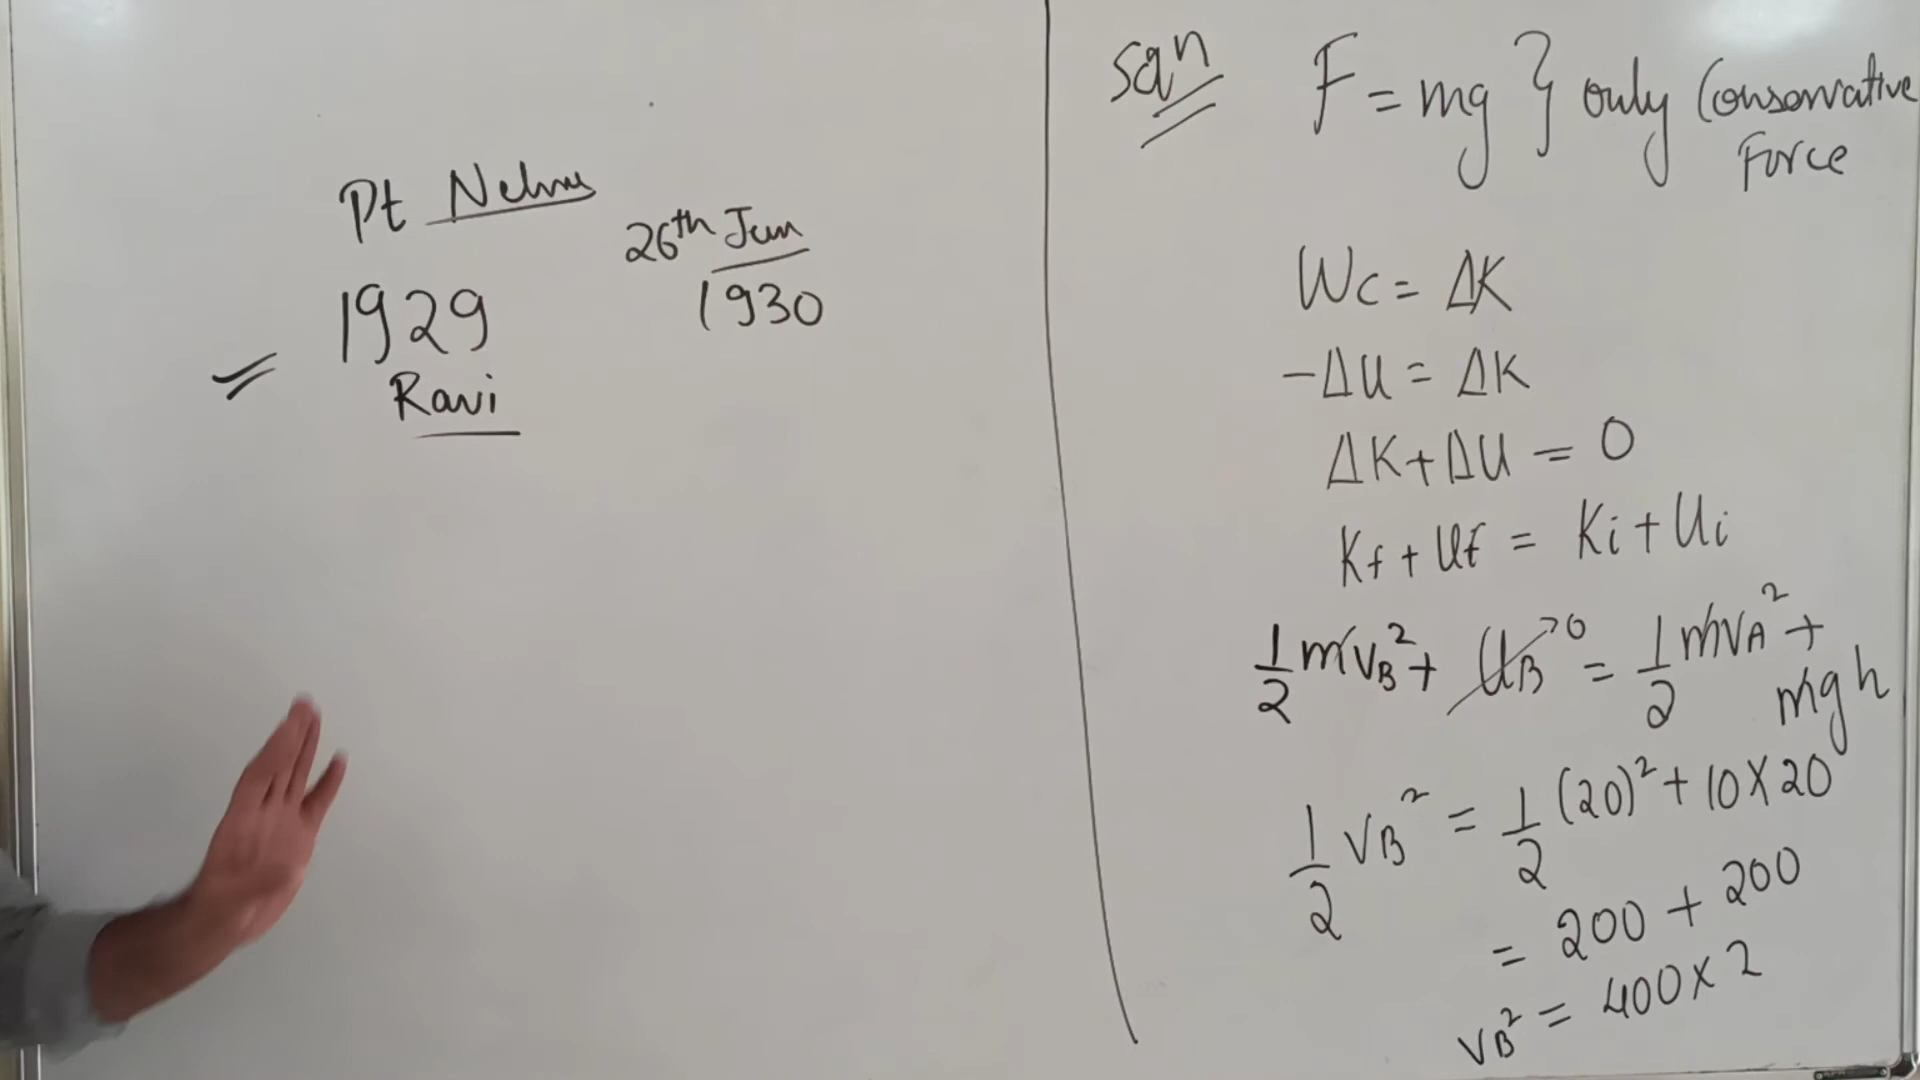 Pt Nehru
26th Jan
1929
1930
Ravi
Solⁿ F = mg } only Conservative
Force
Wc = ΔK
-ΔU = ΔK
ΔK + ΔU = 0
Kf + Uf = Ki + Ui
1/2 mVB² + UB→0 = 1/2 mVA² +
mgh
1/2 VB² = 1/2 (20)² + 10 X 20
= 200 + 200
VB² = 400 X 2